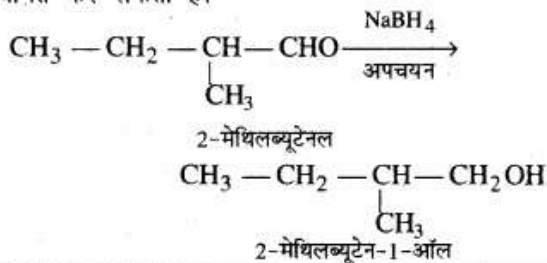 NaBH4
CH3 — CH2 — CH — CHO
अपचयन
CH3
2-मेथिलब्यूटेनल
CH3 — CH2 — CH — CH2OH
CH3
2-मेथिलब्यूटेन-1-ऑल